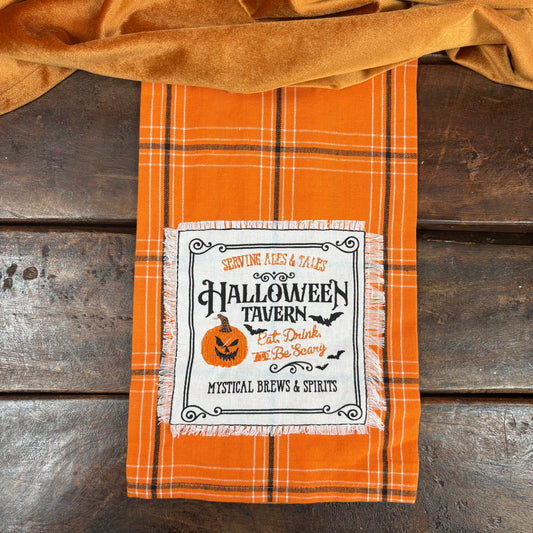 SERVING ALES & TALES
HALLOWEEN
TAVERN
Eat, Drink,
AND Be Scary
MYSTICAL BREWS & SPIRITS